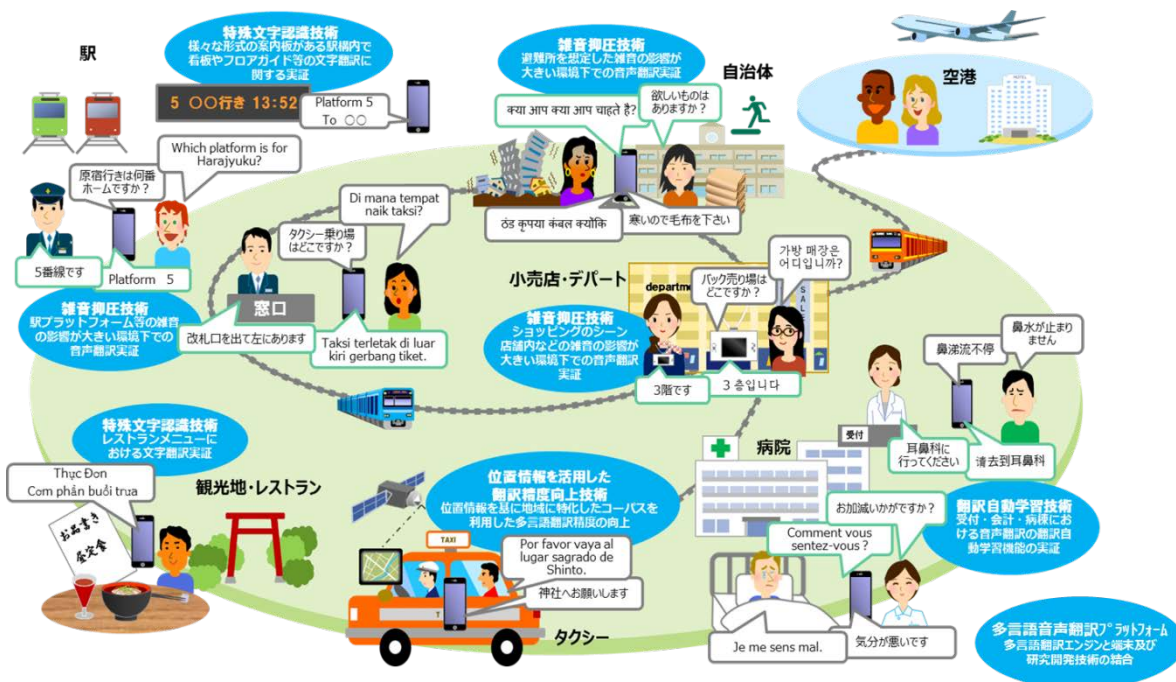 駅
特殊文字認識技術
様々な形式の案内板がある駅構内で
看板やフロアガイド等の文字翻訳に
関する実証
5 〇〇行き 13:52
Platform 5
To 〇〇
Which platform is for
Harajyuku?
原宿行きは何番
ホームですか？
5番線です
Platform 5
雑音抑圧技術
駅プラットフォーム等の雑音
の影響が大きい環境下での
音声翻訳実証
Di mana tempat
naik taksi?
タクシー乗り場
はどこですか？
窓口
改札口を出て左にあります
Taksi terletak di luar
kiri gerbang tiket.
雑音抑圧技術
避難所を想定した雑音の影響が
大きい環境下での音声翻訳実証
自治体
क्या आप क्या आप चाहते है?
欲しいものは
ありますか？
ठंड कृपया कंबल क्योंकि
寒いので毛布を下さい
空港
小売店・デパート
department
SALE
バック売り場は
どこですか？
가방 매장은
어디입니까?
3階です
3 층입니다
雑音抑圧技術
ショッピングのシーン
店舗内などの雑音の影響が
大きい環境下での音声翻訳
実証
鼻水が止まり
ません
鼻涕流不停
受付
耳鼻科に
行ってください
请去到耳鼻科
病院
お加減いかがですか？
Comment vous
sentez-vous ?
Je me sens mal.
気分が悪いです
翻訳自動学習技術
受付・会計・病棟にお
ける音声翻訳の翻訳自
動学習機能の実証
特殊文字認識技術
レストランメニューに
おける文字翻訳実証
Thực Đơn
Cơm phần buổi trua
お品書き
昼定食
観光地・レストラン
位置情報を活用した
翻訳精度向上技術
位置情報を基に地域に特化したコーパスを
利用した多言語翻訳精度の向上
TAXI
Por favor vaya al
lugar sagrado de
Shinto.
神社へお願いします
T
タクシー
多言語音声翻訳プラットフォーム
多言語翻訳エンジンと端末及び
研究開発技術の結合